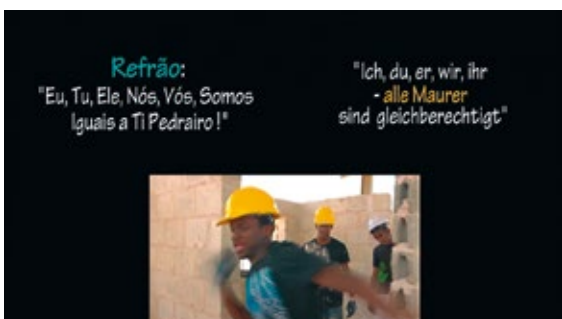 Refrão:
"Eu, Tu, Ele, Nós, Vós, Somos
Iguais a Ti Pedrairo !"
"Ich, du, er, wir, ihr
- alle Maurer
sind gleichberechtigt"